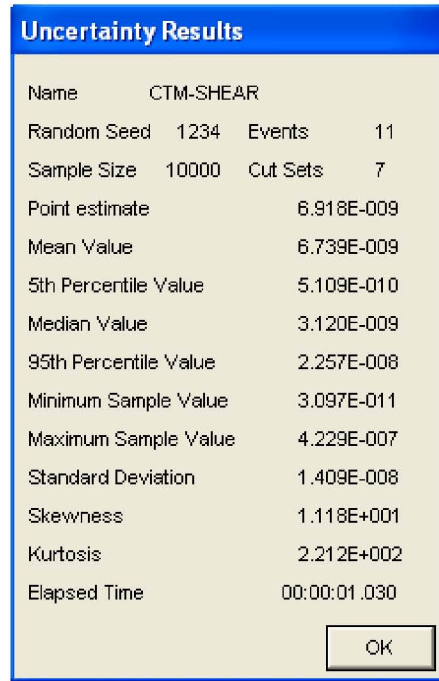 Uncertainty Results
Name CTM-SHEAR
Random Seed 1234 Events 11
Sample Size 10000 Cut Sets 7
Point estimate 6.918E-009
Mean Value 6.739E-009
5th Percentile Value 5.109E-010
Median Value 3.120E-009
95th Percentile Value 2.257E-008
Minimum Sample Value 3.097E-011
Maximum Sample Value 4.229E-007
Standard Deviation 1.409E-008
Skewness 1.118E+001
Kurtosis 2.212E+002
Elapsed Time 00:00:01.030
OK